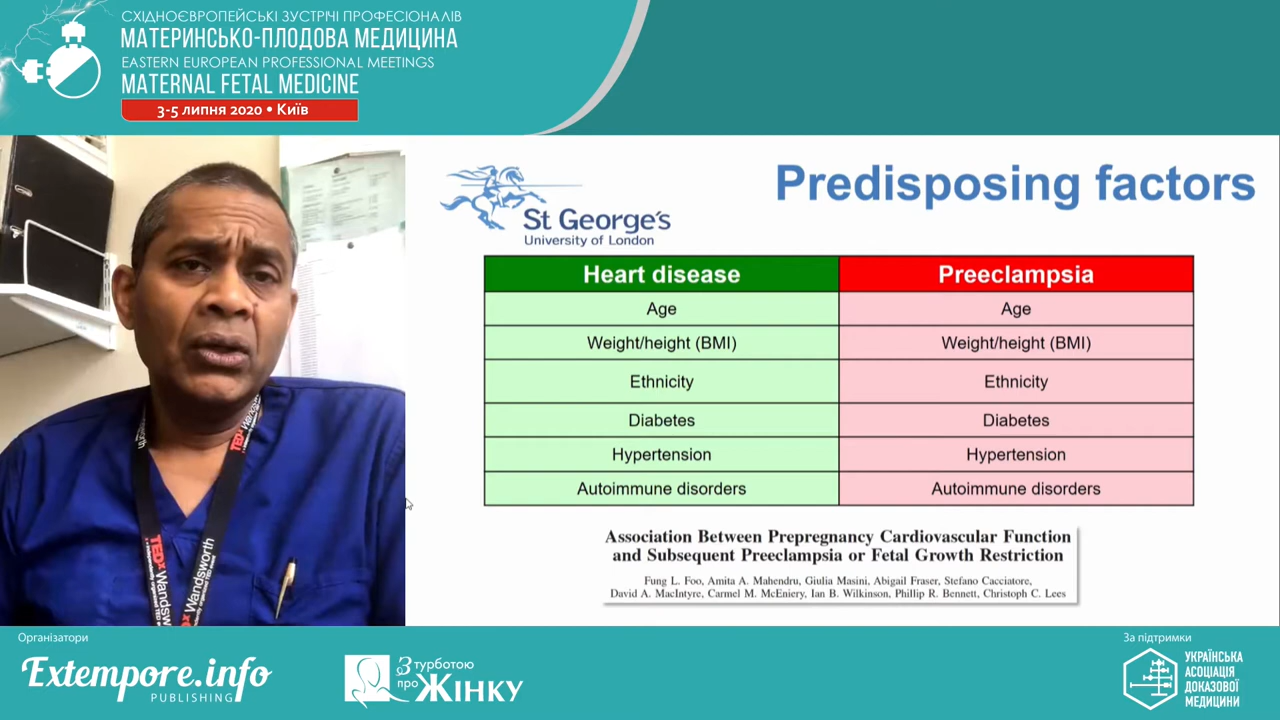 СХІДНОЄВРОПЕЙСЬКІ ЗУСТРІЧІ ПРОФЕСІОНАЛІВ
МАТЕРИНСЬКО-ПЛОДОВА МЕДИЦИНА
EASTERN EUROPEAN PROFESSIONAL MEETINGS
MATERNAL FETAL MEDICINE
3-5 липня 2020 • Київ
St George's
University of London
Predisposing factors
Heart disease Preeclampsia
Age Age
Weight/height (BMI) Weight/height (BMI)
Ethnicity Ethnicity
Diabetes Diabetes
Hypertension Hypertension
Autoimmune disorders Autoimmune disorders
Association Between Prepregnancy Cardiovascular Function
and Subsequent Preeclampsia or Fetal Growth Restriction
Fung L. Foo, Amita A. Mahendru, Giulia Masini, Abigail Fraser, Stefano Cacciatore,
David A. MacIntyre, Carmel M. McEniery, Ian B. Wilkinson, Phillip R. Bennett, Christoph C. Lees
TEDxWandsworth
TEDxWandsworth
Організатори
Extempore.info
PUBLISHING
З турботою
про ЖІНКУ
За підтримки
УКРАЇНСЬКА
АСОЦІАЦІЯ
ДОКАЗОВОЇ
МЕДИЦИНИ